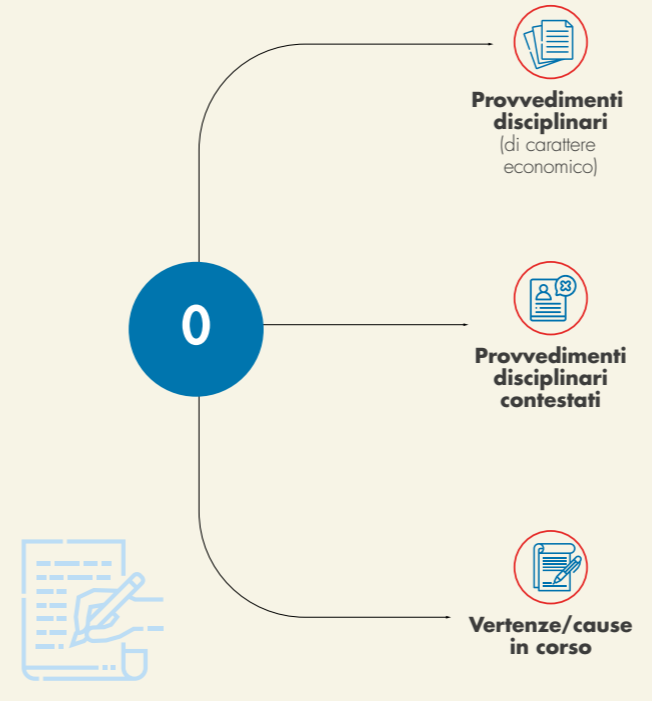 Provvedimenti
disciplinari
(di carattere
economico)
0
Provvedimenti
disciplinari
contestati
Vertenze/cause
in corso